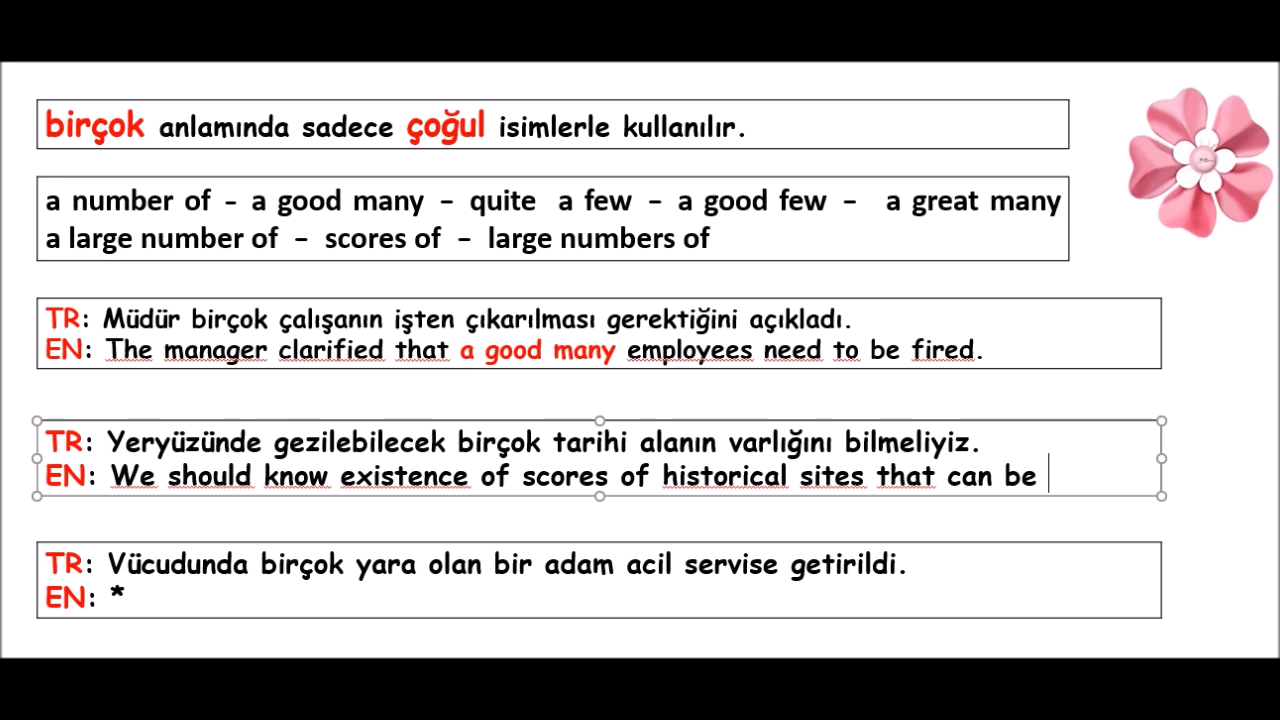 birçok anlamında sadece çoğul isimlerle kullanılır.
a number of - a good many – quite a few – a good few – a great many
a large number of – scores of – large numbers of
TR: Müdür birçok çalışanın işten çıkarılması gerektiğini açıkladı.
EN: The manager clarified that a good many employees need to be fired.
TR: Yeryüzünde gezilebilecek birçok tarihi alanın varlığını bilmeliyiz.
EN: We should know existence of scores of historical sites that can be
TR: Vücudunda birçok yara olan bir adam acil servise getirildi.
EN: *